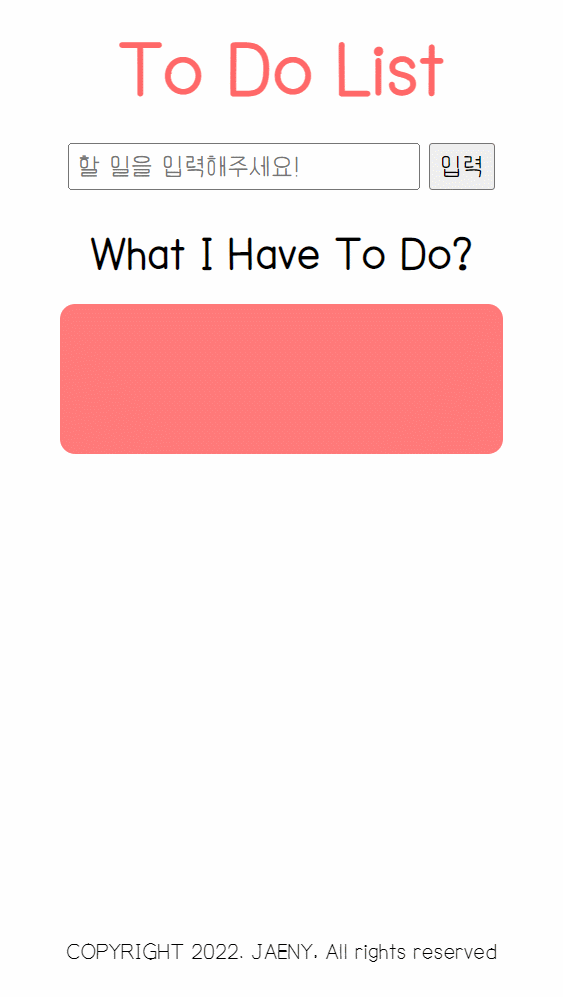 To Do List
할 일을 입력해주세요! 입력
What I Have To Do?
COPYRIGHT 2022. JAENY. All rights reserved